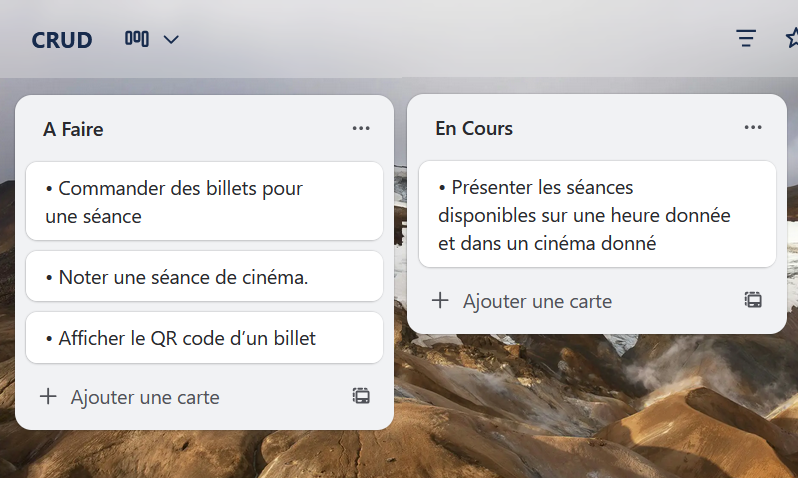 CRUD
A Faire
• Commander des billets pour
une séance
• Noter une séance de cinéma.
• Afficher le QR code d’un billet
Ajouter une carte
En Cours
• Présenter les séances
disponibles sur une heure donnée
et dans un cinéma donné
Ajouter une carte